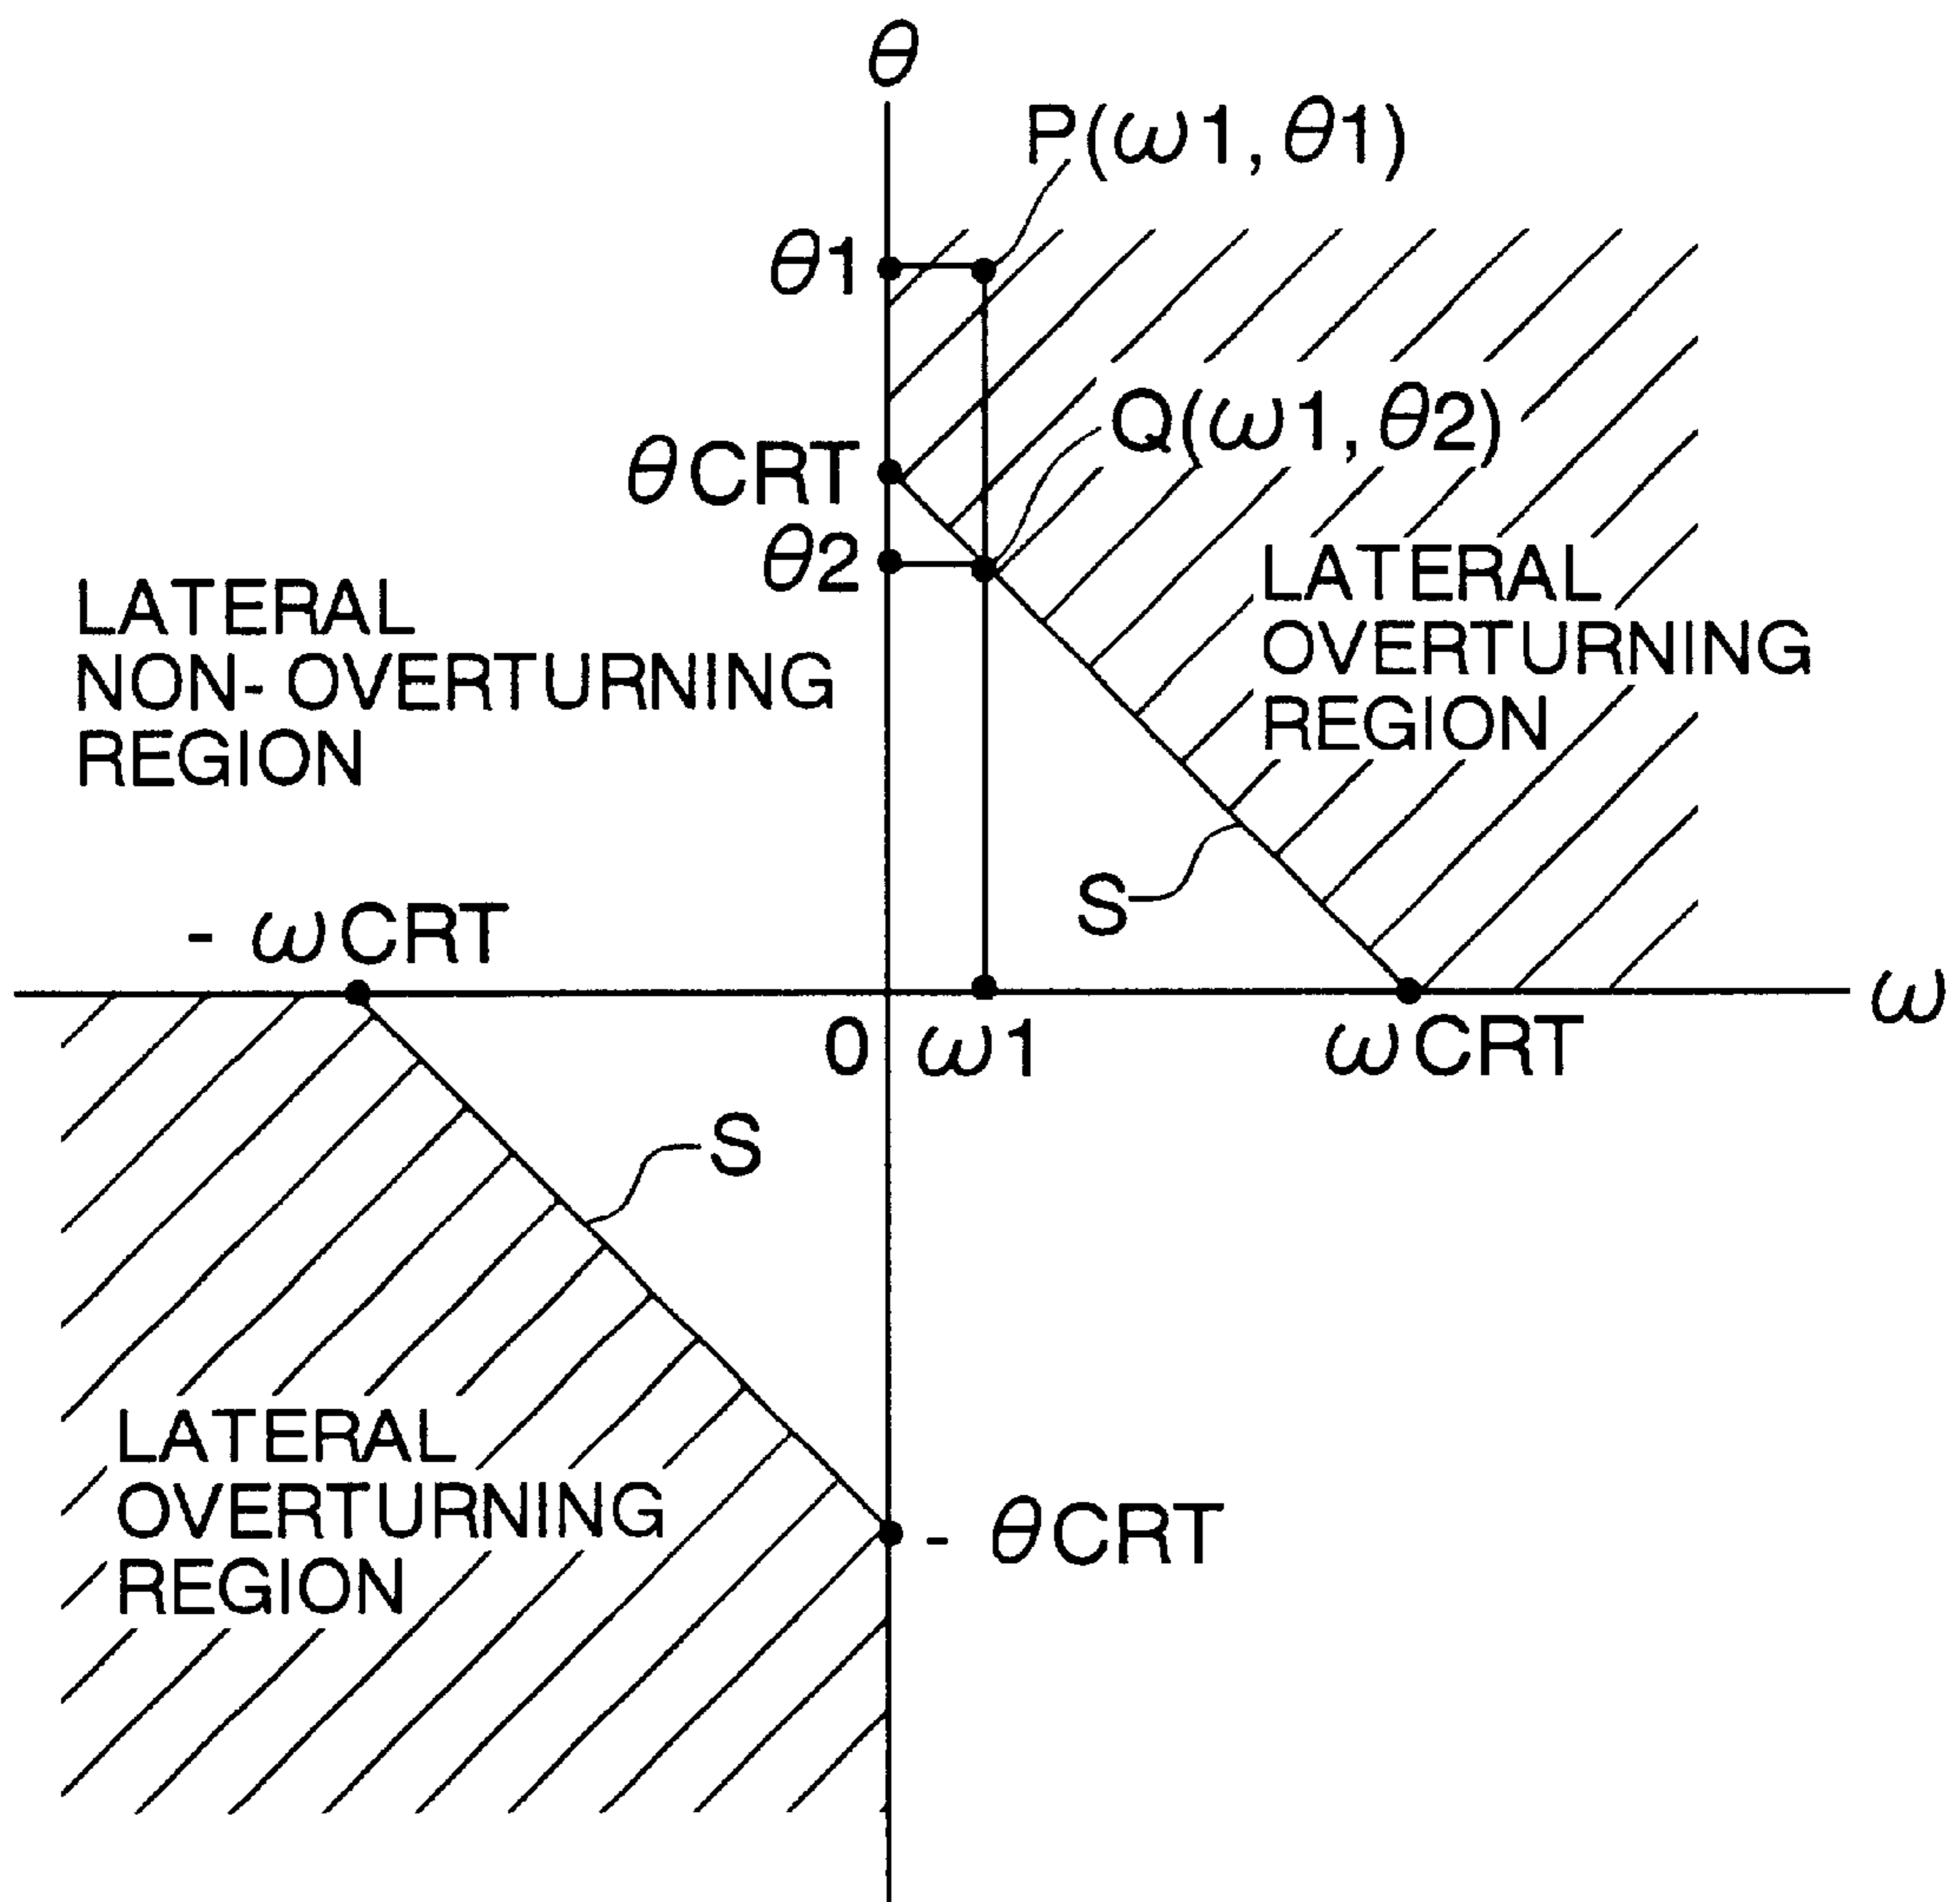 θ
P(ω1,θ1)
θ1
Q(ω1,θ2)
θCRT
θ2
LATERAL
NON-OVERTURNING
REGION
LATERAL
OVERTURNING
REGION
S
- ωCRT
ω
0
ω1
ωCRT
S
LATERAL
OVERTURNING
REGION
- θCRT